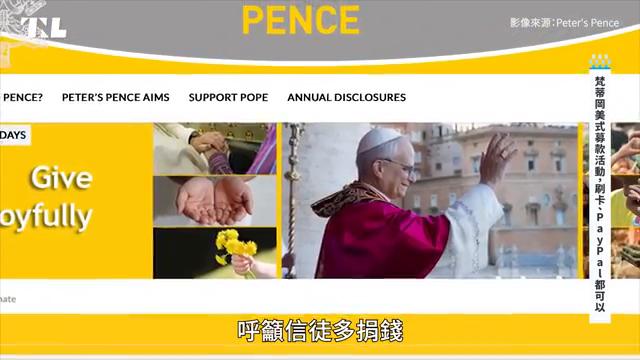 TNL
影像來源：Peter's Pence
PENCE
PENCE?
PETER'S PENCE AIMS
SUPPORT POPE
ANNUAL DISCLOSURES
DAYS
Give
oyfully
nate
梵蒂岡美式募款活動，刷卡、PayPal都可以
呼籲信徒多捐錢